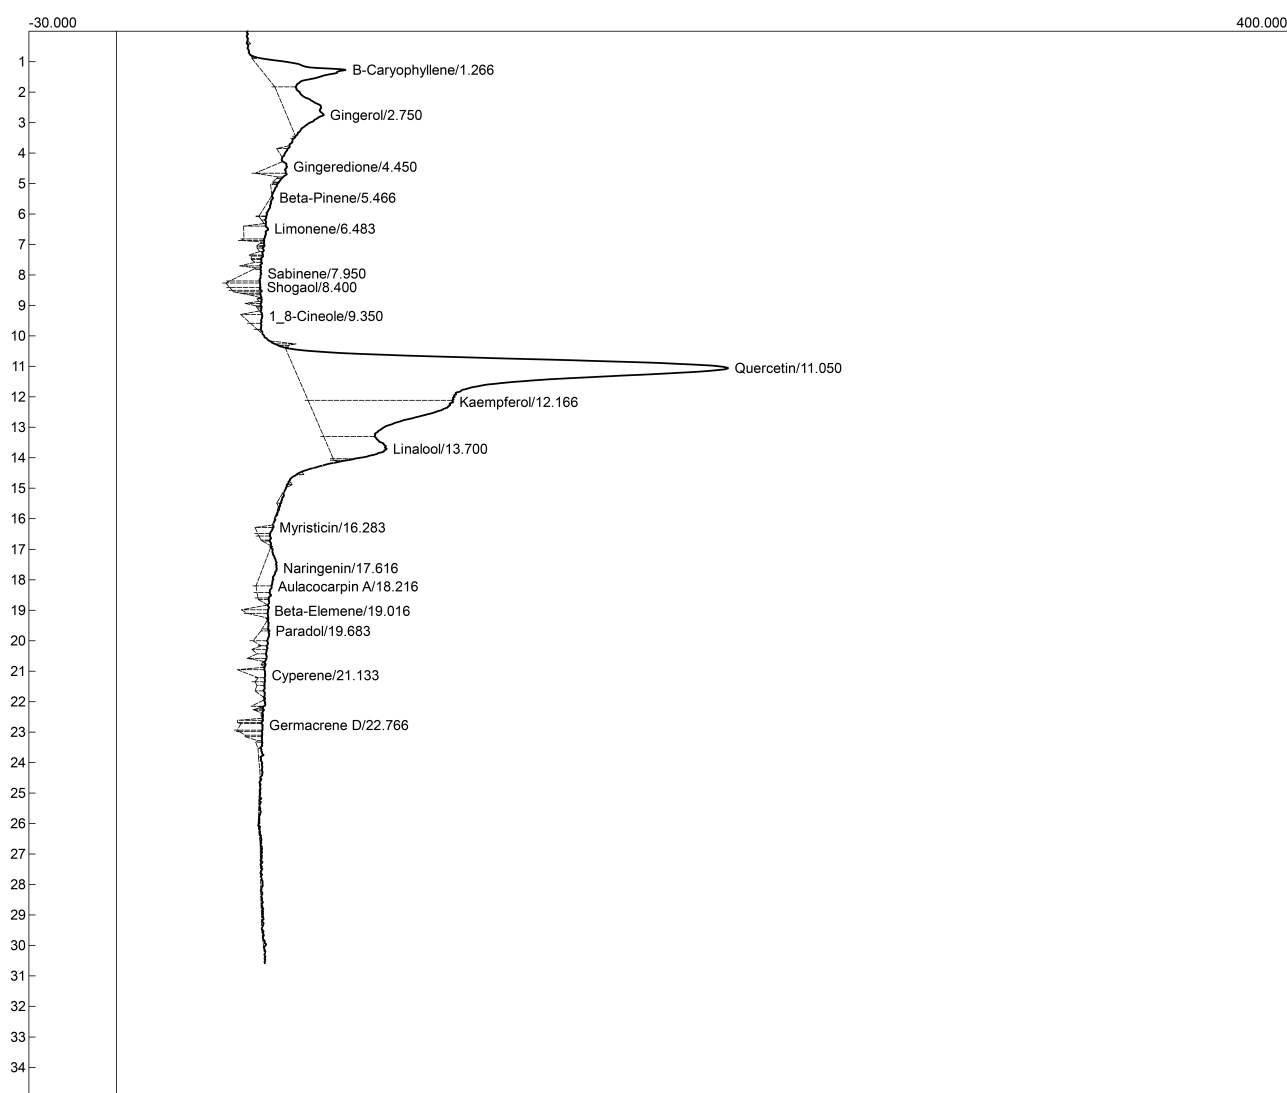 -30.000 400.000
1
B-Caryophyllene/1.266
2
Gingerol/2.750
3
4
Gingeredione/4.450
5
Beta-Pinene/5.466
6
Limonene/6.483
7
8
Sabinene/7.950
Shogaol/8.400
9
1_8-Cineole/9.350
10
11
Quercetin/11.050
12
Kaempferol/12.166
13
Linalool/13.700
14
15
16
Myristicin/16.283
17
Naringenin/17.616
18
Aulacocarpin A/18.216
19
Beta-Elemene/19.016
Paradol/19.683
20
21
Cyperene/21.133
22
Germacrene D/22.766
23
24
25
26
27
28
29
30
31
32
33
34